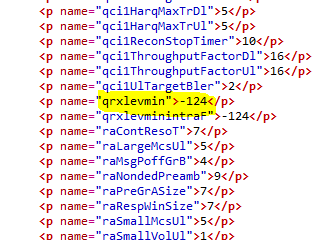 <p name="qci1HarqMaxTrDl">5</p>
<p name="qci1HarqMaxTrUl">5</p>
<p name="qci1ReconStopTimer">10</p>
<p name="qci1ThroughputFactorDl">16</p>
<p name="qci1ThroughputFactorUl">16</p>
<p name="qci1UlTargetBler">2</p>
<p name="qrxlevmin">-124</p>
<p name="qrxlevminintraF">-124</p>
<p name="raContResoT">7</p>
<p name="raLargeMcsUl">5</p>
<p name="raMsgPoffGrB">4</p>
<p name="raNondedPreamb">9</p>
<p name="raPreGrASize">7</p>
<p name="raRespWinSize">7</p>
<p name="raSmallMcsUl">5</p>
<p name="raSmallVolUl">1</p>